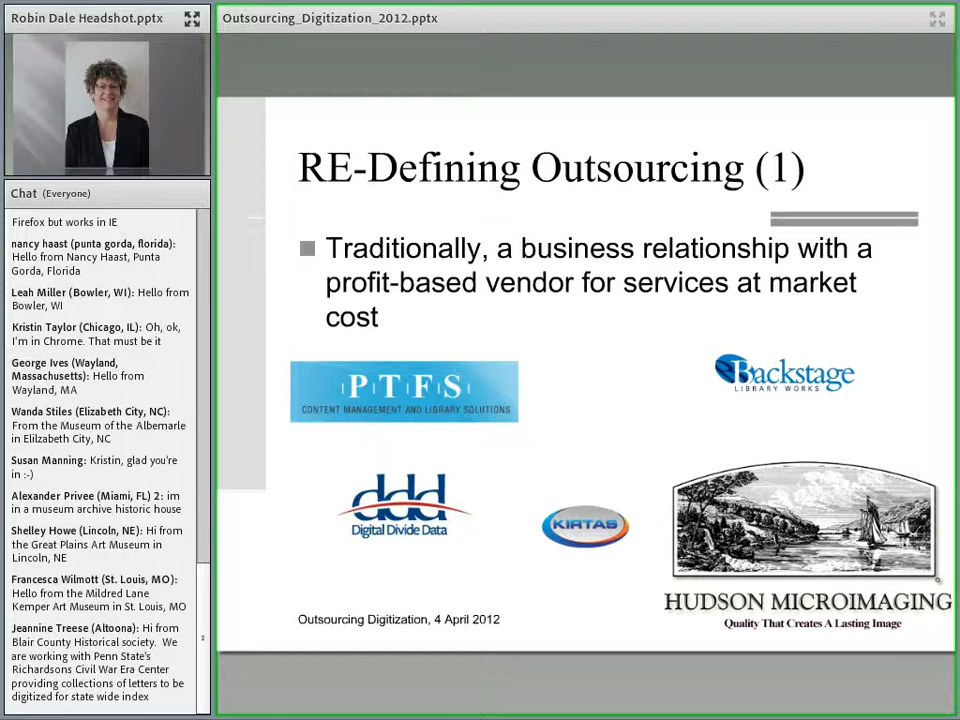 Robin Dale Headshot.pptx
Chat (Everyone)
Firefox but works in IE
nancy haast (punta gorda, florida):
Hello from Nancy Haast, Punta
Gorda, Florida
Leah Miller (Bowler, WI): Hello from
Bowler, WI
Kristin Taylor (Chicago, IL): Oh, ok,
I'm in Chrome. That must be it
George Ives (Wayland,
Massachusetts): Hello from
Wayland, MA
Wanda Stiles (Elizabeth City, NC):
From the Museum of the Albemarle
in Elilzabeth City, NC
Susan Manning: Kristin, glad you're
in :-)
Alexander Privee (Miami, FL) 2: im
in a museum archive historic house
Shelley Howe (Lincoln, NE): Hi from
the Great Plains Art Museum in
Lincoln, NE
Francesca Wilmott (St. Louis, MO):
Hello from the Mildred Lane
Kemper Art Museum in St. Louis, MO
Jeannine Treese (Altoona): Hi from
Blair County Historical society. We
are working with Penn State's
Richardsons Civil War Era Center
providing collections of letters to be
digitized for state wide index
Outsourcing_Digitization_2012.pptx
RE-Defining Outsourcing (1)
Traditionally, a business relationship with a
profit-based vendor for services at market
cost
PTFS
CONTENT MANAGEMENT AND LIBRARY SOLUTIONS
Backstage
LIBRARY WORKS
ddd
Digital Divide Data
KIRTAS
HUDSON MICROIMAGING
Quality That Creates A Lasting Image
Outsourcing Digitization, 4 April 2012